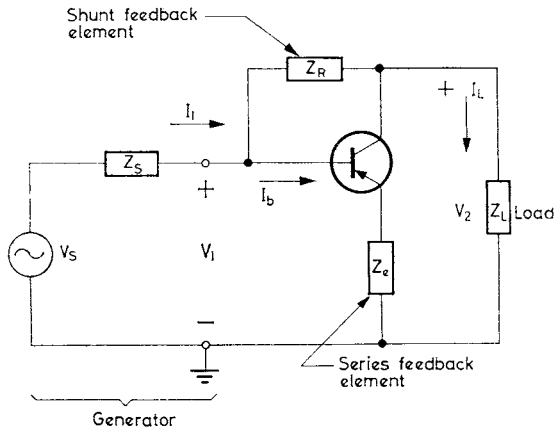 Shunt feedback
element
Z_R
+
I_L
I_1
Z_S
+
I_b
V_S
V_1
Z_e
V_2
Z_L Load
−
Series feedback
element
Generator